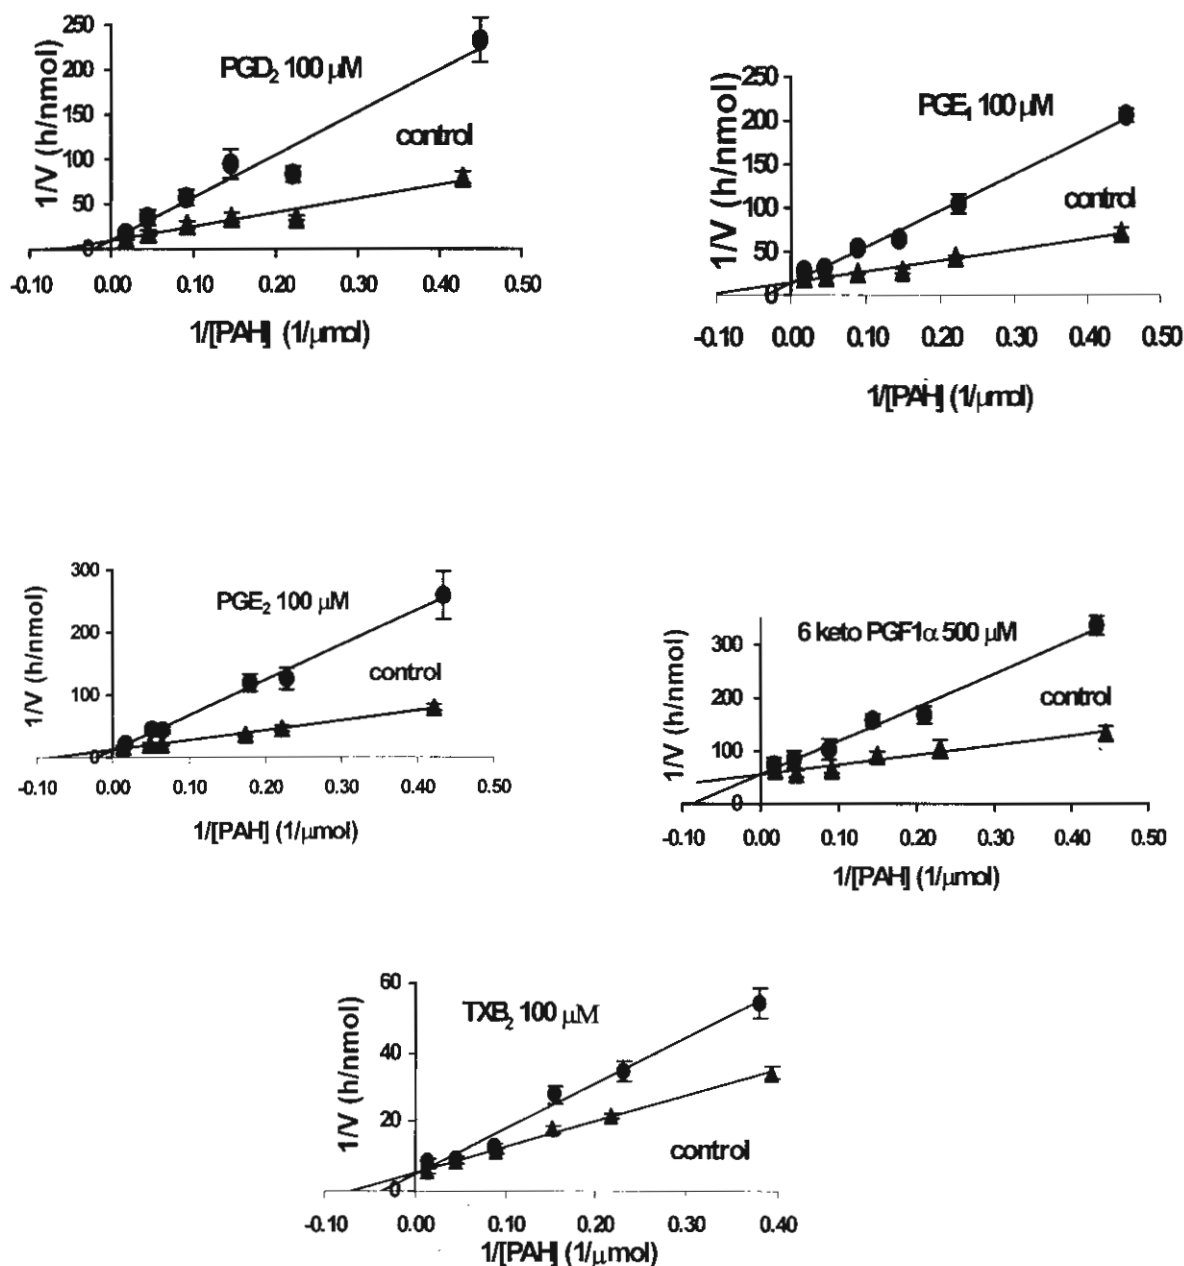 250
200
150
100
50
0
1/V (h/nmol)
PGD₂ 100 μM
control
-0.10 0.00 0.10 0.20 0.30 0.40 0.50
1/[PAH] (1/μmol)
250
200
150
100
50
0
1/V (h/nmol)
PGE₁ 100 μM
control
-0.10 0.00 0.10 0.20 0.30 0.40 0.50
1/[PAH] (1/μmol)
300
200
100
0
1/V (h/nmol)
PGE₂ 100 μM
control
-0.10 0.00 0.10 0.20 0.30 0.40 0.50
1/[PAH] (1/μmol)
300
200
100
0
1/V (h/nmol)
6 keto PGF1α 500 μM
control
-0.10 0.00 0.10 0.20 0.30 0.40 0.50
1/[PAH] (1/μmol)
60
40
20
0
1/V (h/nmol)
TXB₂ 100 μM
control
-0.10 0.00 0.10 0.20 0.30 0.40
1/[PAH] (1/μmol)